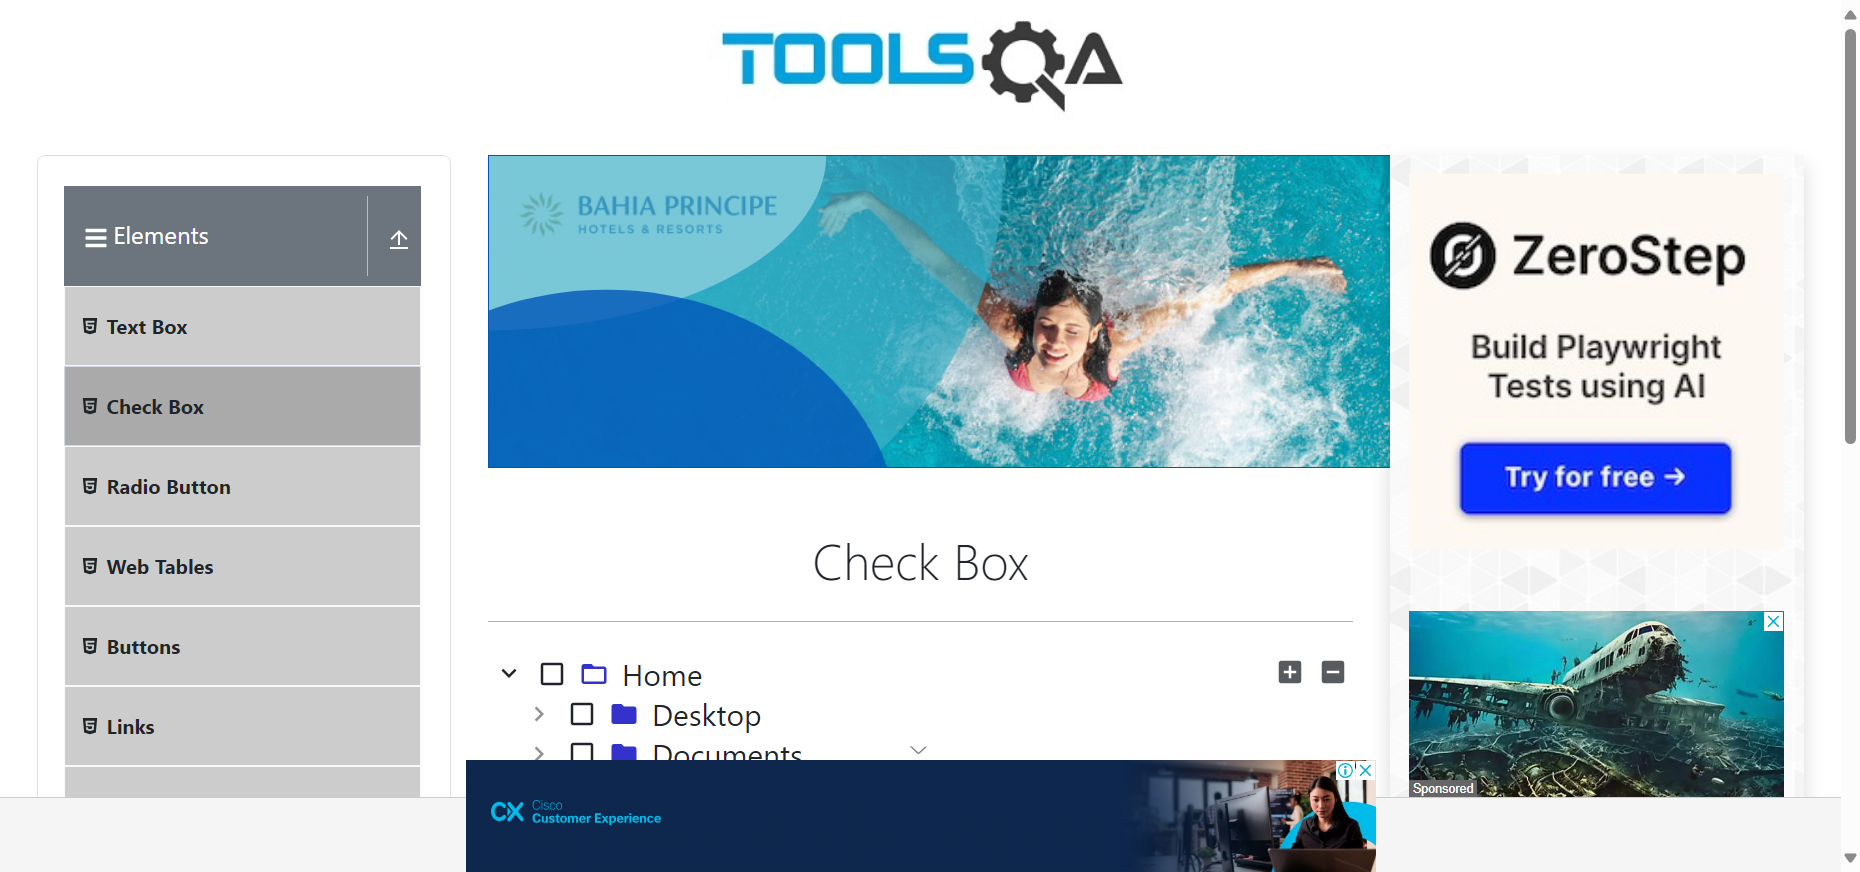 TOOLSQA
Elements
Text Box
Check Box
Radio Button
Web Tables
Buttons
Links
BAHIA PRINCIPE
HOTELS & RESORTS
Check Box
Home
Desktop
Documents
ZeroStep
Build Playwright
Tests using AI
Try for free →
Sponsored
CX Cisco
Customer Experience